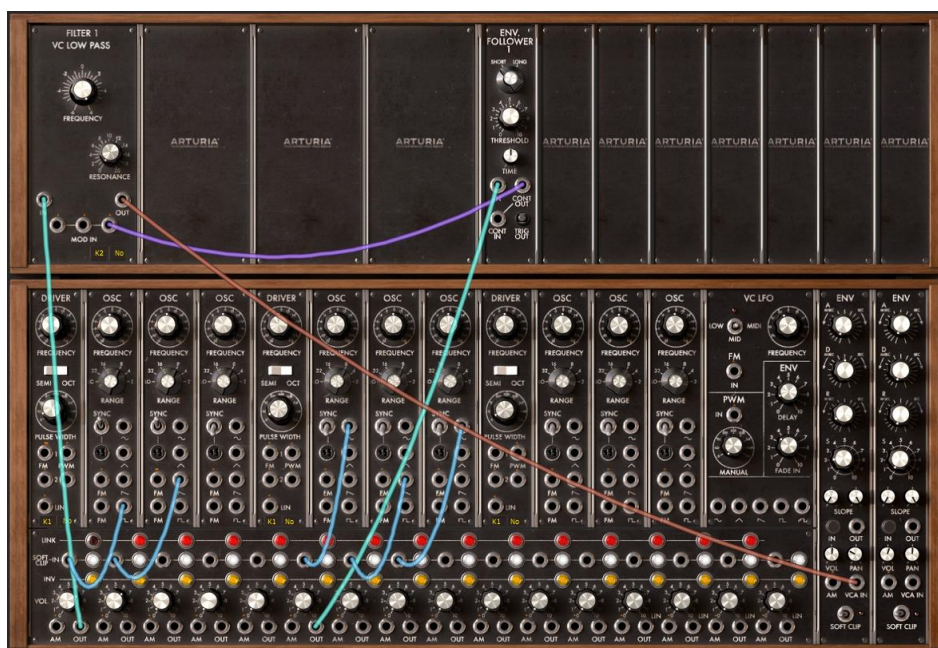 FILTER 1
VC LOW PASS
FREQUENCY
RESONANCE
OUT
MOD IN
K2 No
ARTURIA ARTURIA ARTURIA
ENV.
FOLLOWER
1
SHORT LONG
THRESHOLD
TIME
CONT
OUT
CONT
IN
TRIG
OUT
ARTURIA ARTURIA ARTURIA ARTURIA ARTURIA ARTURIA ARTURIA
DRIVER OSC OSC OSC DRIVER OSC OSC OSC DRIVER OSC OSC OSC VC LFO ENV ENV
FREQUENCY FREQUENCY FREQUENCY FREQUENCY FREQUENCY FREQUENCY FREQUENCY FREQUENCY FREQUENCY FREQUENCY FREQUENCY FREQUENCY
LOW MIDI
MID
FREQUENCY
SEMI OCT SEMI OCT SEMI OCT
RANGE RANGE RANGE RANGE RANGE RANGE RANGE RANGE RANGE
FM
IN
ENV
DELAY
FADE IN
PWM
IN
MANUAL
SYNC SYNC SYNC SYNC SYNC SYNC SYNC SYNC SYNC
PULSE WIDTH PULSE WIDTH PULSE WIDTH
FM PWM FM PWM FM PWM
FM FM FM FM FM FM FM FM FM
LIN LIN LIN
K1 No K1 No K1 No
SLOPE SLOPE
IN OUT IN OUT
VOL PAN VOL PAN
AM VCA IN AM VCA IN
SOFT CLIP SOFT CLIP
LINK
SOFT
CLIP
IN
INV
VOL
LIN LIN LIN LIN
AM OUT AM OUT AM OUT AM OUT AM OUT AM OUT AM OUT AM OUT AM OUT AM OUT AM OUT AM OUT AM OUT AM OUT AM OUT AM OUT